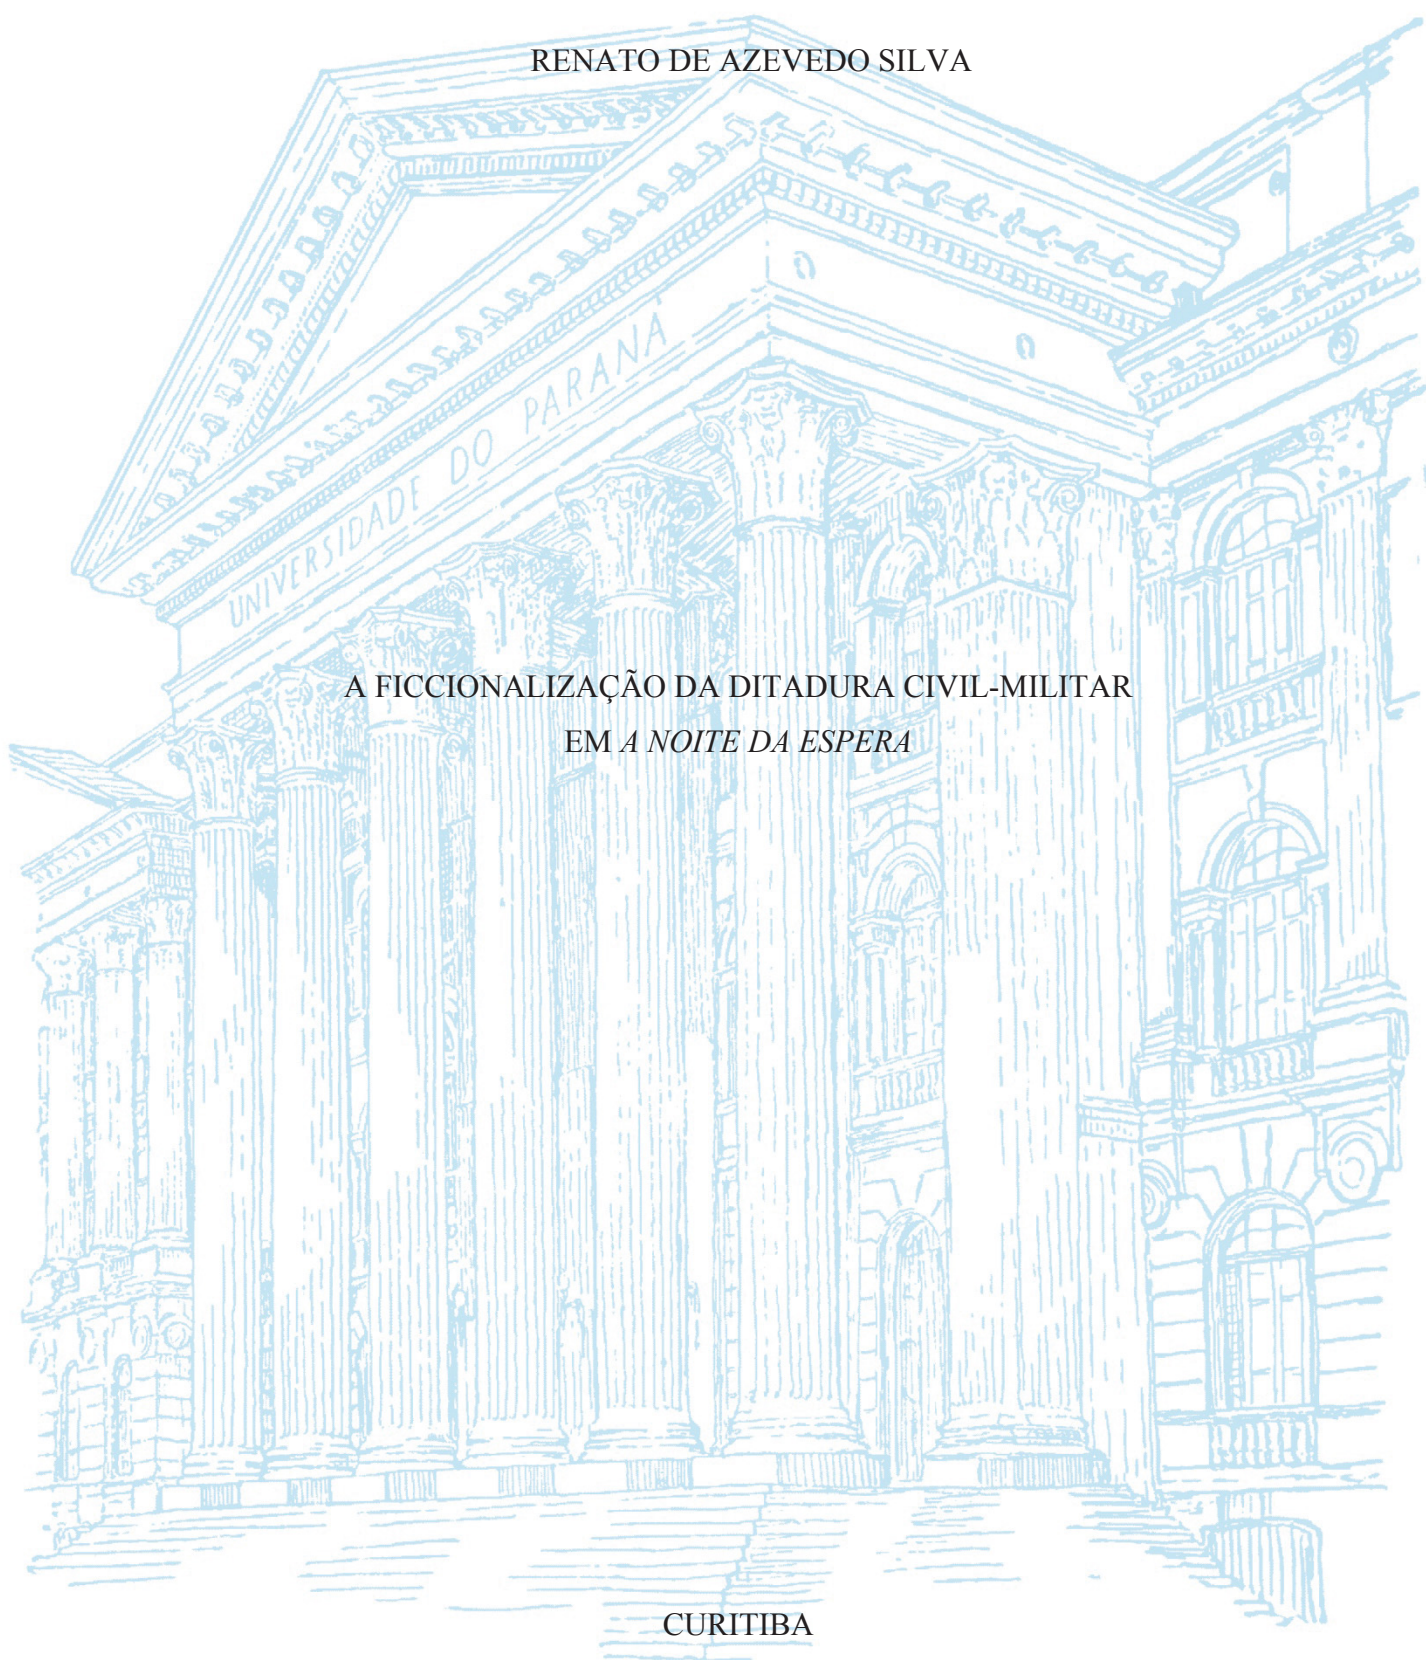 RENATO DE AZEVEDO SILVA
UNIVERSIDADE DO PARANÁ
A FICCIONALIZAÇÃO DA DITADURA CIVIL-MILITAR
EM A NOITE DA ESPERA
CURITIBA